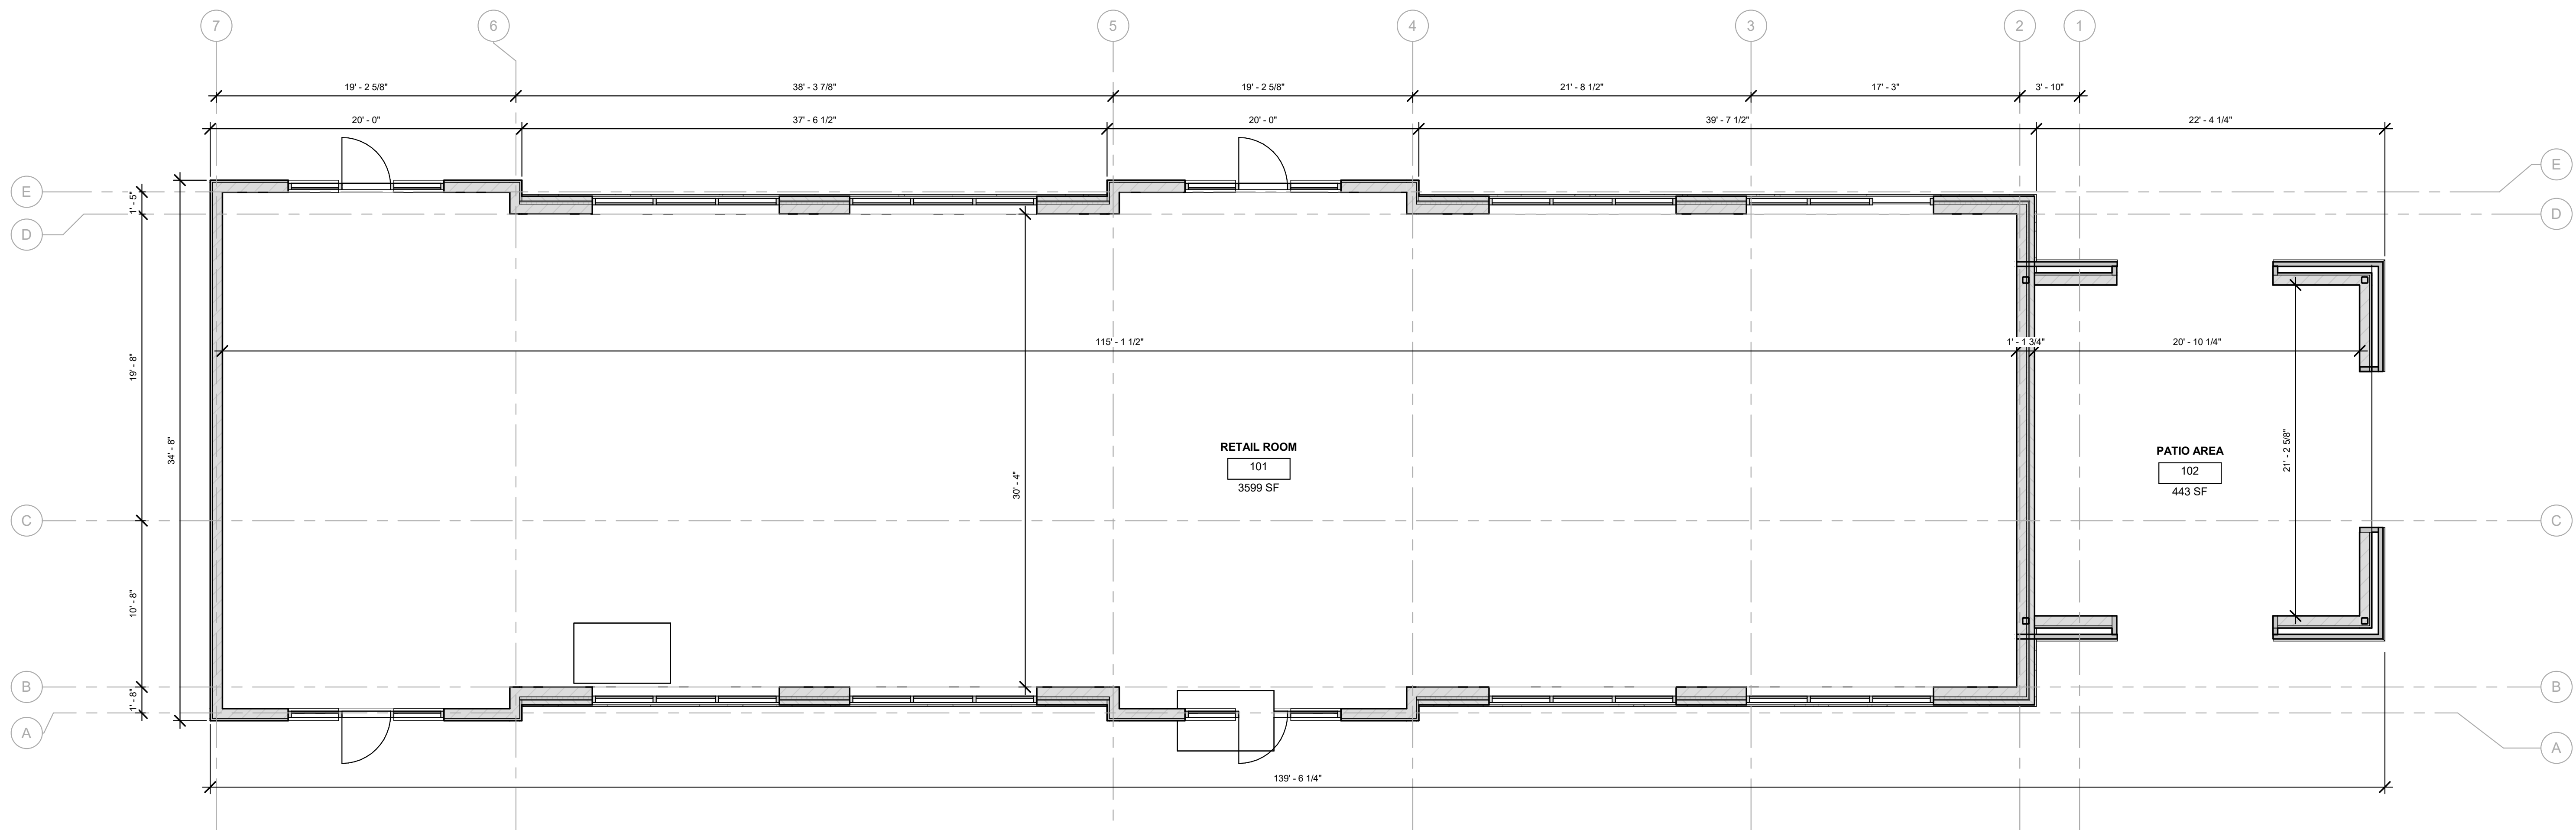 7
6
5
4
3
2
1
19' - 2 5/8"
38' - 3 7/8"
19' - 2 5/8"
21' - 8 1/2"
17' - 3"
3' - 10"
20' - 0"
37' - 6 1/2"
20' - 0"
39' - 7 1/2"
22' - 4 1/4"
E
E
1' - 5"
D
D
115' - 1 1/2"
1' - 1 3/4"
20' - 10 1/4"
19' - 8"
34' - 8"
30' - 4"
RETAIL ROOM
101
3599 SF
21' - 2 5/8"
PATIO AREA
102
443 SF
C
C
10' - 8"
B
B
1' - 8"
A
A
139' - 6 1/4"